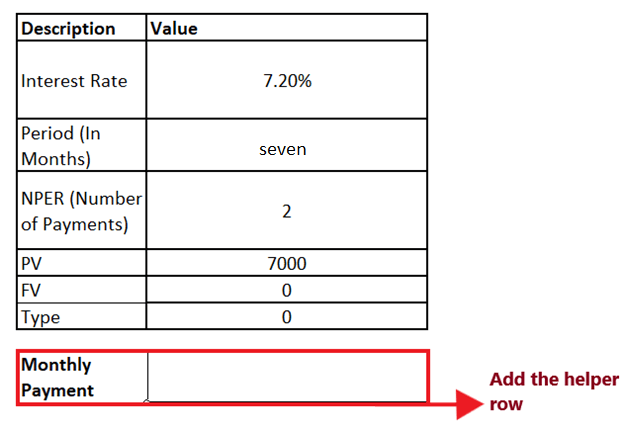 Description Value
Interest Rate 7.20%
Period (In
Months) seven
NPER (Number
of Payments) 2
PV 7000
FV 0
Type 0
Monthly
Payment
Add the helper
row